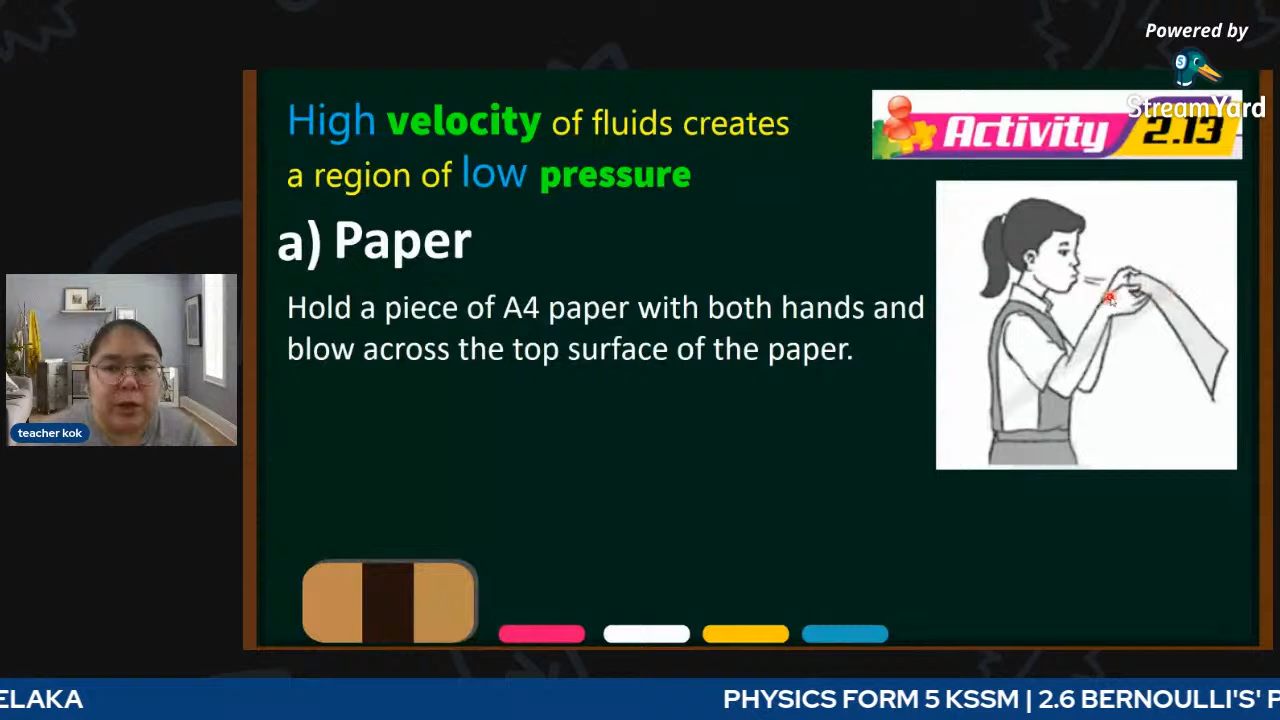 Powered by
StreamYard
High velocity of fluids creates
a region of low pressure
Activity 2.13
a) Paper
Hold a piece of A4 paper with both hands and
blow across the top surface of the paper.
teacher kok
ELAKA
PHYSICS FORM 5 KSSM | 2.6 BERNOULLI'S' P